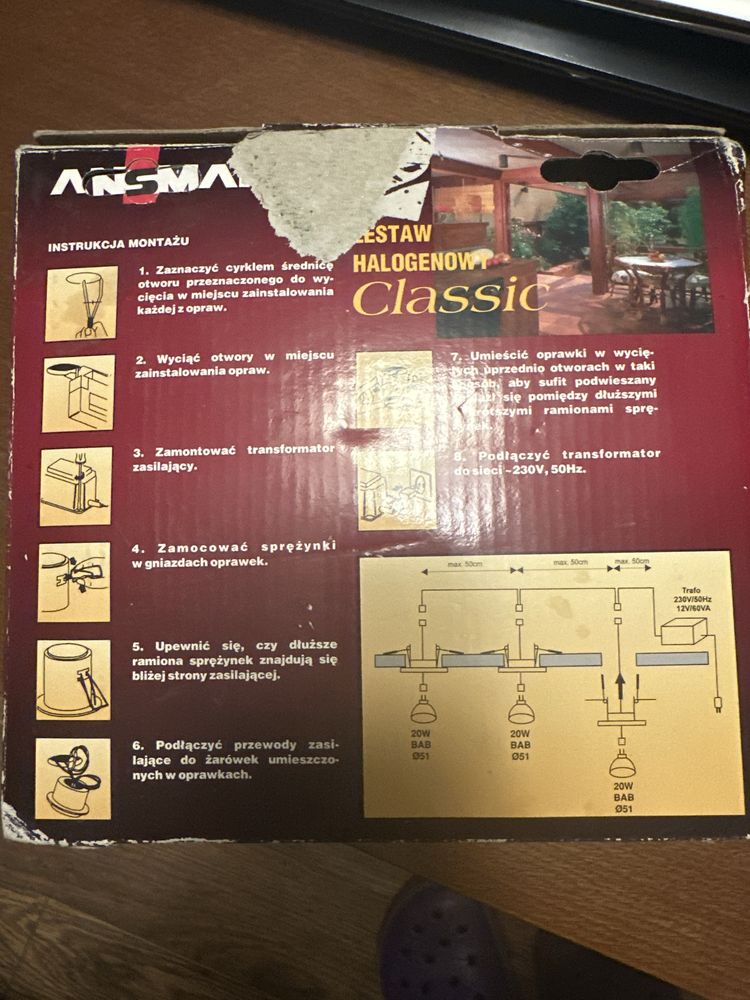 INSTRUKCJA MONTAŻU
1. Zaznaczyć cyrklem średnicę
otworu przeznaczonego do wy-
cięcia w miejscu zainstalowania
każdej z opraw.
2. Wyciąć otwory w miejscu
zainstalowania opraw.
3. Zamontować transformator
zasilający.
4. Zamocować sprężynki
w gniazdach oprawek.
5. Upewnić się, czy dłuższe
ramiona sprężynek znajdują się
bliżej strony zasilającej.
6. Podłączyć przewody zasi-
lające do żarówek umieszczo-
nych w oprawkach.
ZESTAW
HALOGENOWY
Classic
7. Umieścić oprawki w wycię-
tych uprzednio otworach w taki
sposób, aby sufit podwieszany
się pomiędzy dłuższymi
krótszymi ramionami sprę-
żynek.
8. Podłączyć transformator
do sieci ~230V, 50Hz.
max. 50cm max. 50cm max. 50cm
Trafo
230V/50Hz
12V/60VA
20W
BAB
Ø51
20W
BAB
Ø51
20W
BAB
Ø51